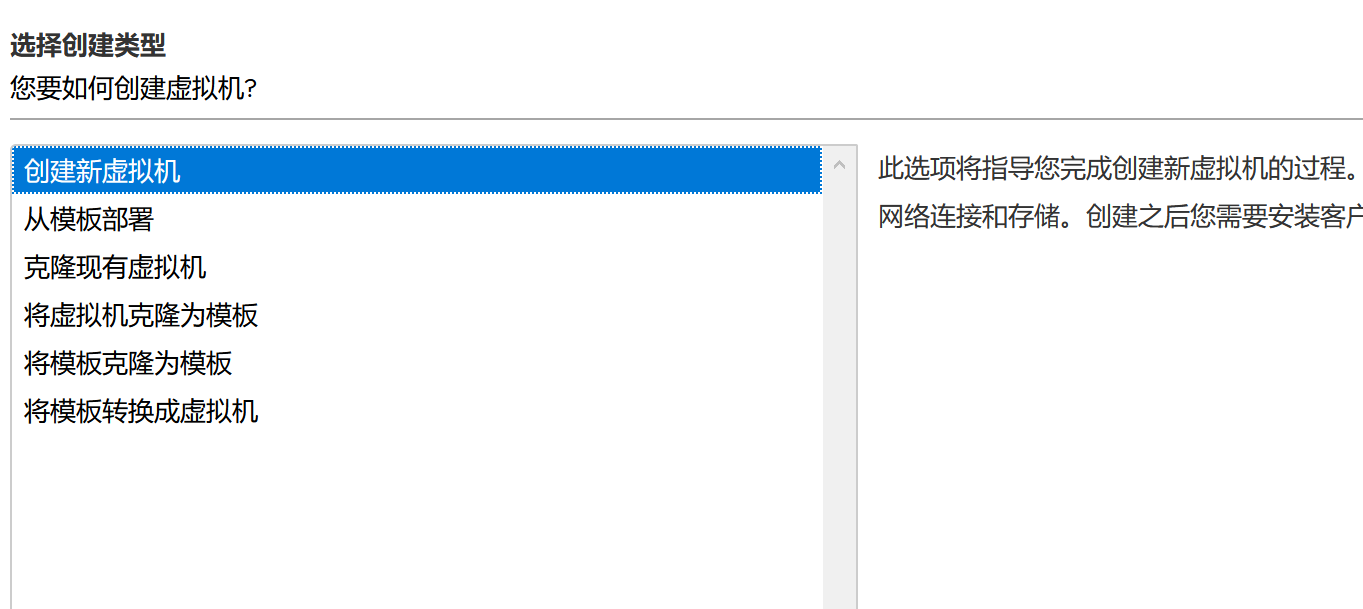 选择创建类型
您要如何创建虚拟机?
创建新虚拟机
从模板部署
克隆现有虚拟机
将虚拟机克隆为模板
将模板克隆为模板
将模板转换成虚拟机
此选项将指导您完成创建新虚拟机的过程。
网络连接和存储。创建之后您需要安装客户